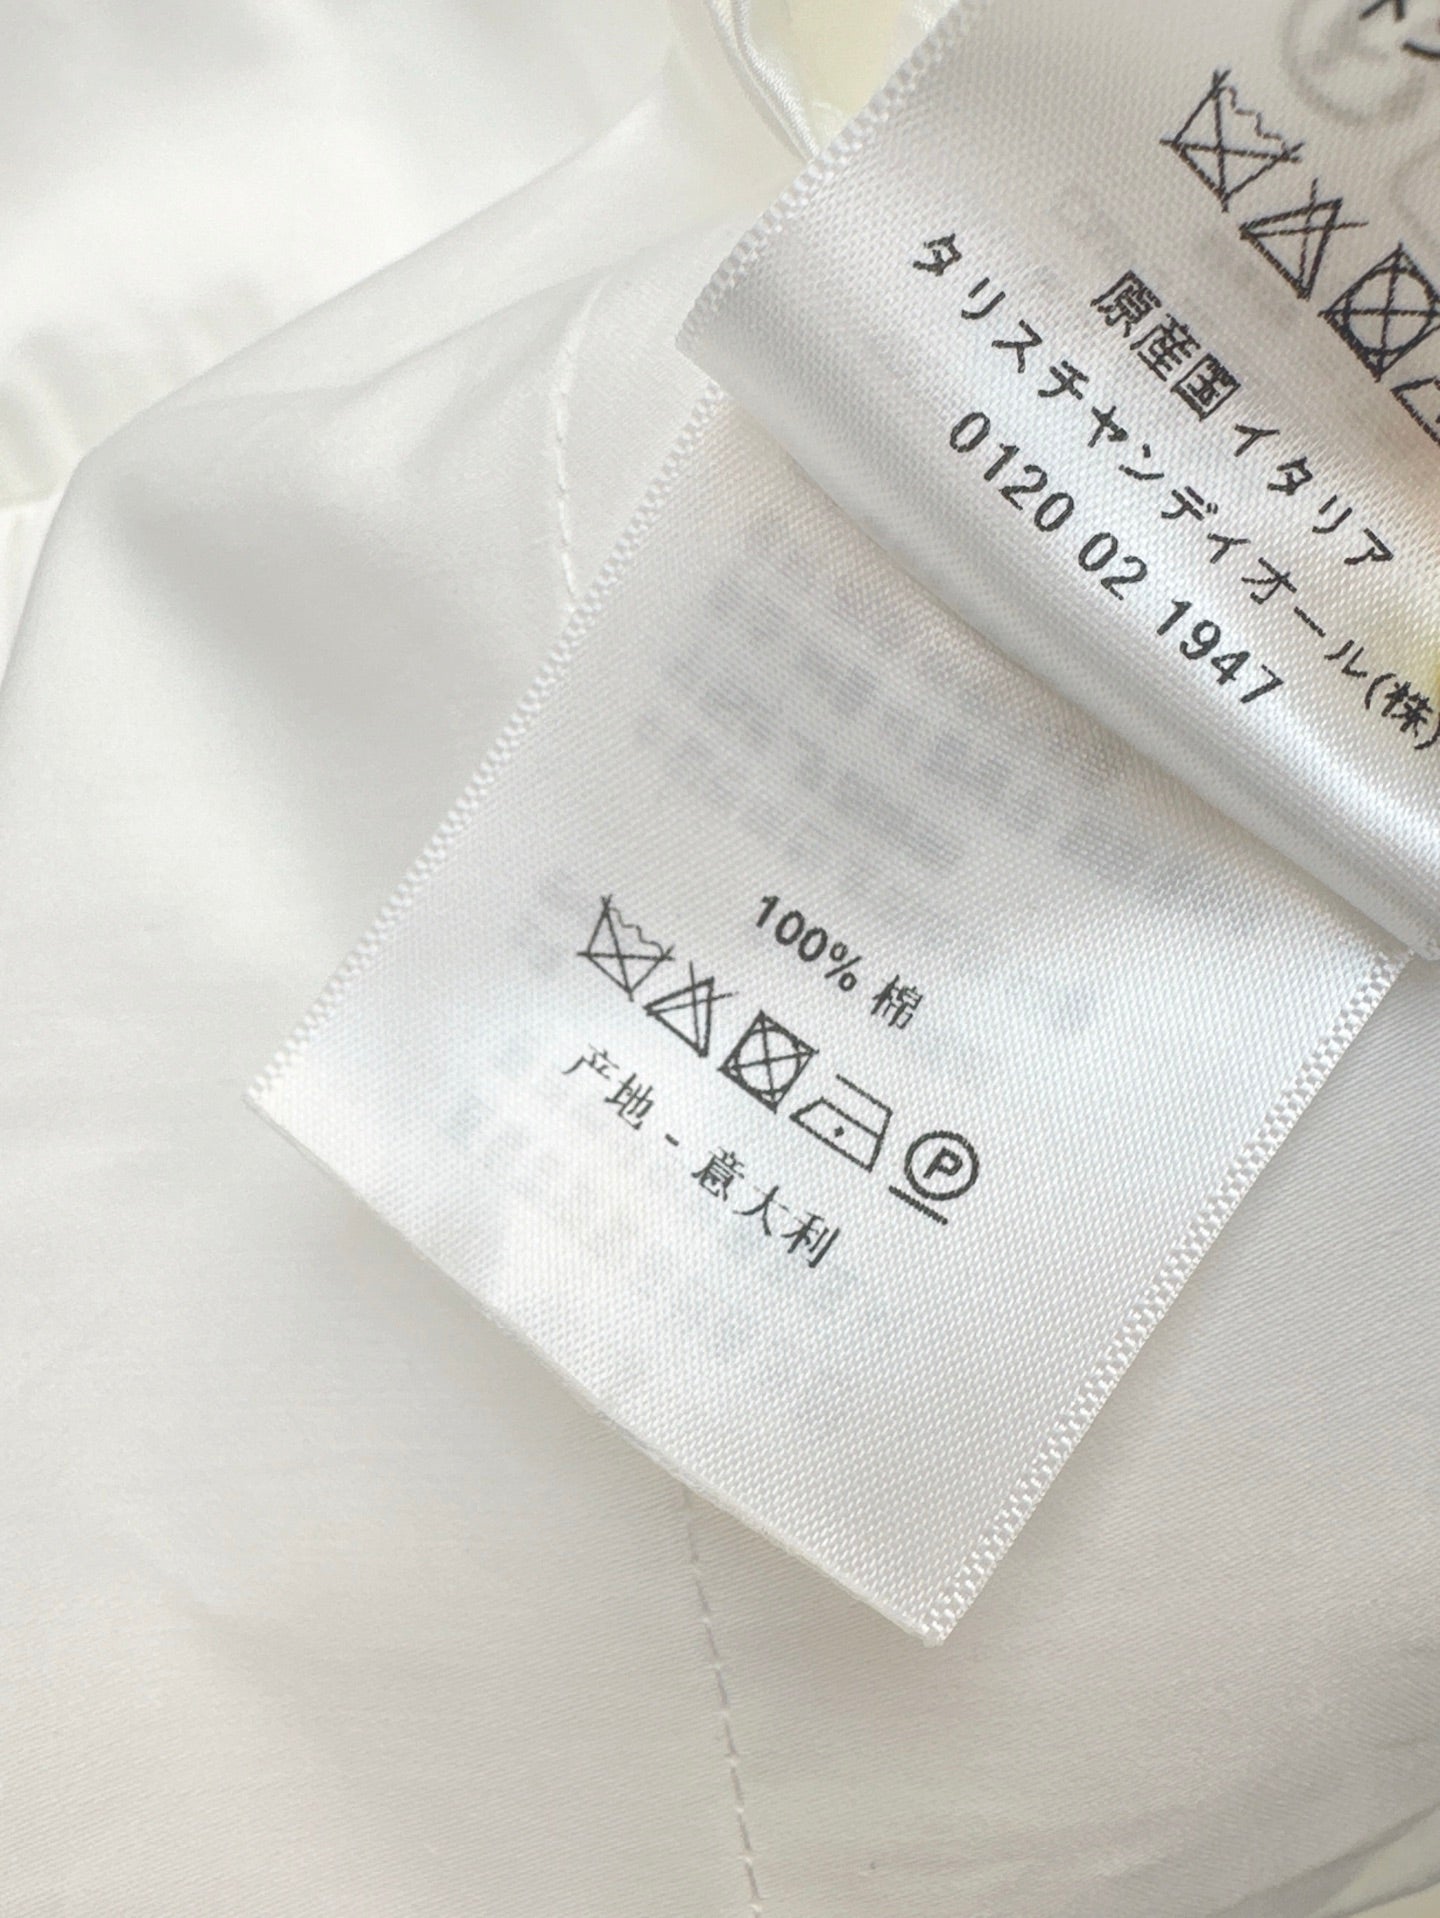 原産国 イタリア
タリスチャンディオール(株)
0120 02 1947
100% 棉
P
产地 - 意大利